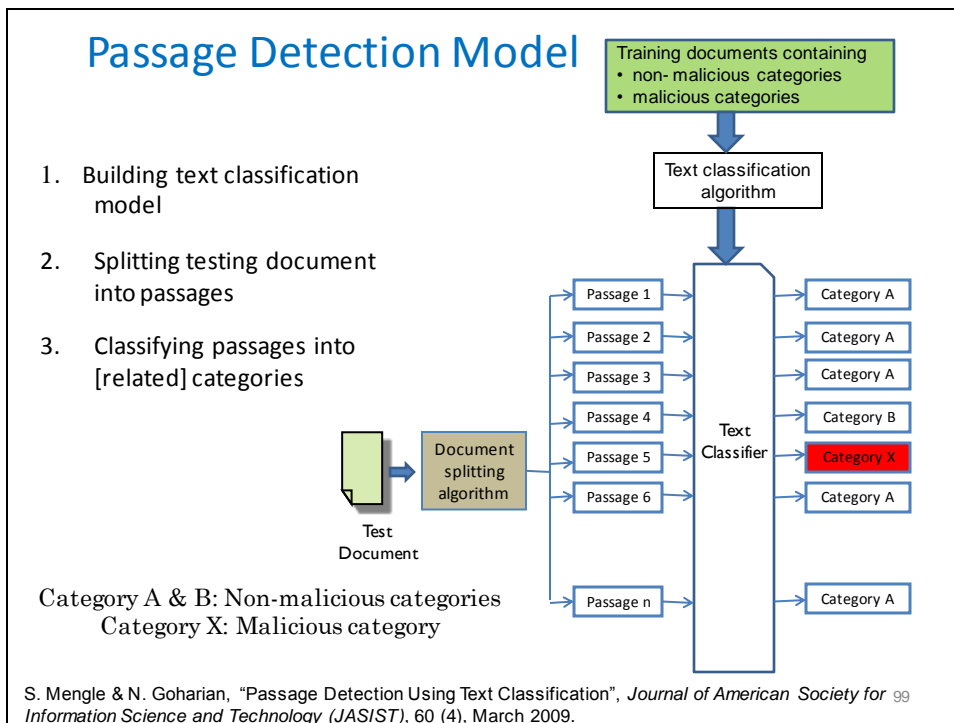 Passage Detection Model
Training documents containing
• non- malicious categories
• malicious categories
Text classification
algorithm
1. Building text classification
model
2. Splitting testing document
into passages
3. Classifying passages into
[related] categories
Test
Document
Document
splitting
algorithm
Passage 1
Passage 2
Passage 3
Passage 4
Passage 5
Passage 6
Passage n
Text
Classifier
Category A
Category A
Category A
Category B
Category X
Category A
Category A
Category A & B: Non-malicious categories
Category X: Malicious category
S. Mengle & N. Goharian, “Passage Detection Using Text Classification”, Journal of American Society for
Information Science and Technology (JASIST), 60 (4), March 2009.
99